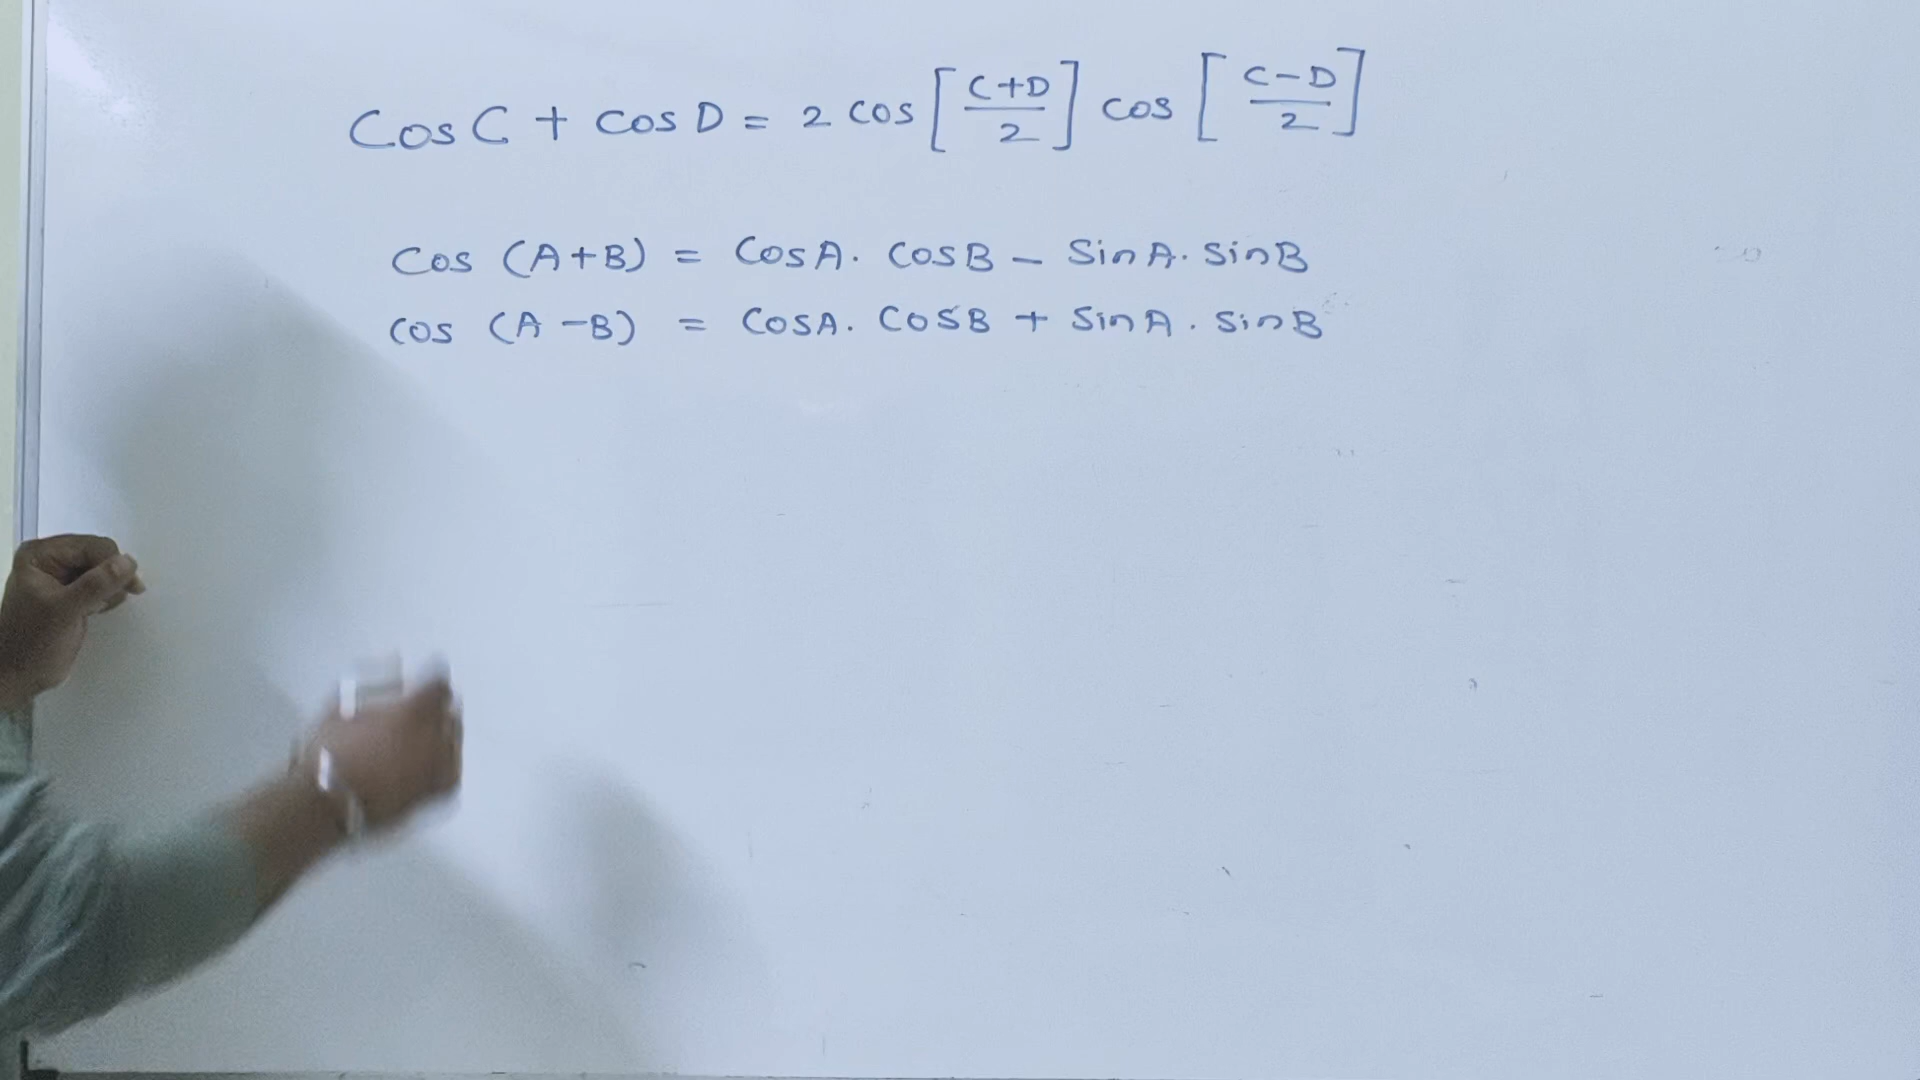 Cos C + cos D = 2 cos [C+D/2] cos [C-D/2]
Cos (A+B) = CosA. CosB - SinA. SinB
cos (A-B) = CosA. CosB + SinA. SinB